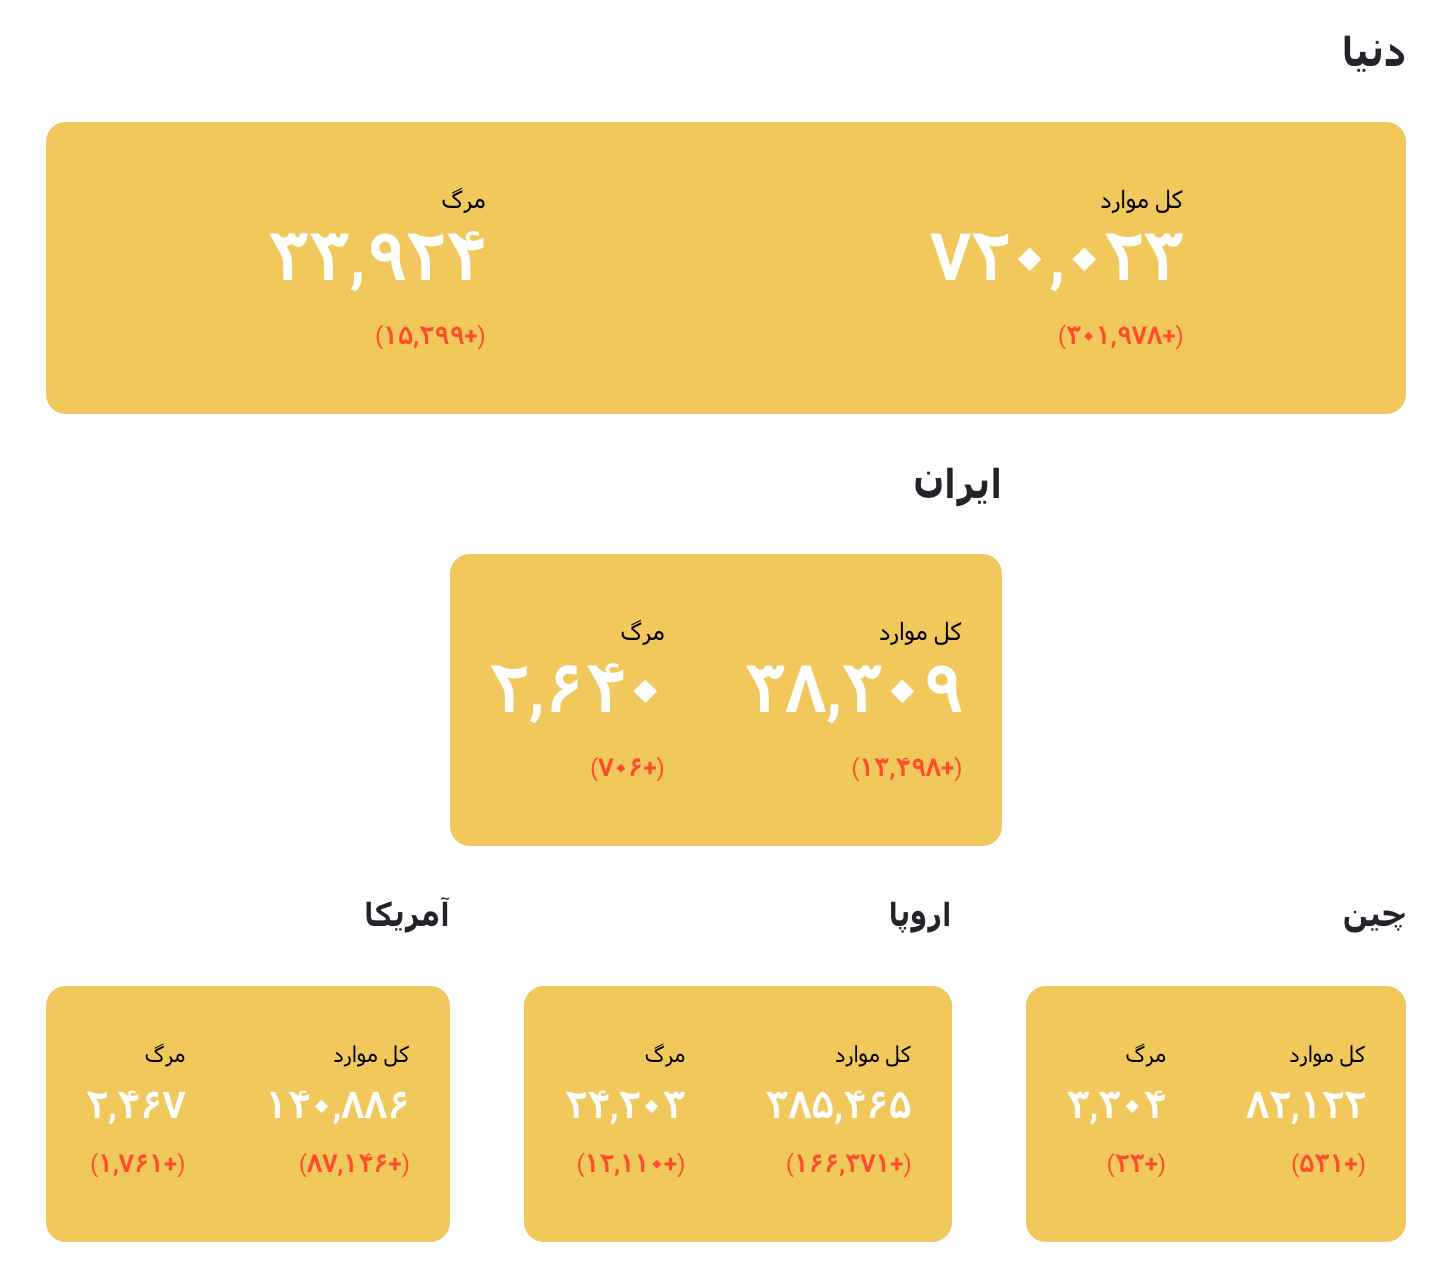 دنیا
کل موارد
۷۲۰,۰۲۳
(+۳۰۱,۹۷۸)
مرگ
۳۳,۹۲۴
(+۱۵,۲۹۹)
ایران
کل موارد
۳۸,۳۰۹
(+۱۳,۴۹۸)
مرگ
۲,۶۴۰
(+۷۰۶)
چین
کل موارد
۸۲,۱۲۲
(+۵۳۱)
مرگ
۳,۳۰۴
(+۲۳)
اروپا
کل موارد
۳۸۵,۴۶۵
(+۱۶۶,۳۷۱)
مرگ
۲۴,۲۰۳
(+۱۲,۱۱۰)
آمریکا
کل موارد
۱۴۰,۸۸۶
(+۸۷,۱۴۶)
مرگ
۲,۴۶۷
(+۱,۷۶۱)